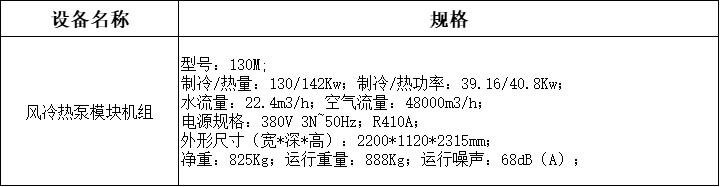 设备名称 规格
型号：130M;
制冷/热量：130/142Kw；制冷/热功率：39.16/40.8Kw；
水流量：22.4m3/h；空气流量：48000m3/h；
风冷热泵模块机组
电源规格：380V 3N~50Hz；R410A；
外形尺寸（宽*深*高）：2200*1120*2315mm；
净重：825Kg；运行重量：888Kg；运行噪声：68dB（A）；